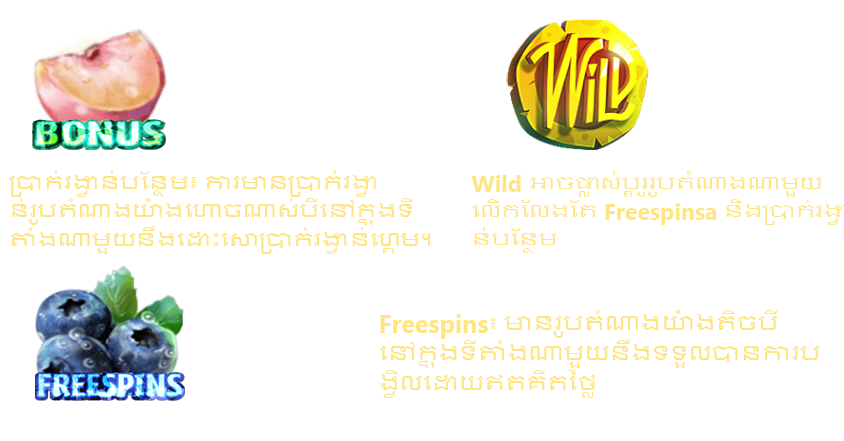 BONUS
WILD
ប្រាក់រង្វាន់បន្ថែម៖ ការមានប្រាក់រង្វា
ន់រូបតំណាងយ៉ាងហោចណាស់បីនៅក្នុងទី
តាំងណាមួយនឹងដោះសោប្រាក់រង្វាន់ហ្គេម។
Wild អាចផ្លាស់ប្តូររូបតំណាងណាមួយ
លើកលែងតែ Freespinsa និងប្រាក់រង្វ
ន់បន្ថែម
FREESPINS
Freespins៖ មានរូបតំណាងយ៉ាងតិចបី
នៅក្នុងទីតាំងណាមួយនឹងទទួលបានការប
ង្វិលដោយឥតគិតថ្លៃ